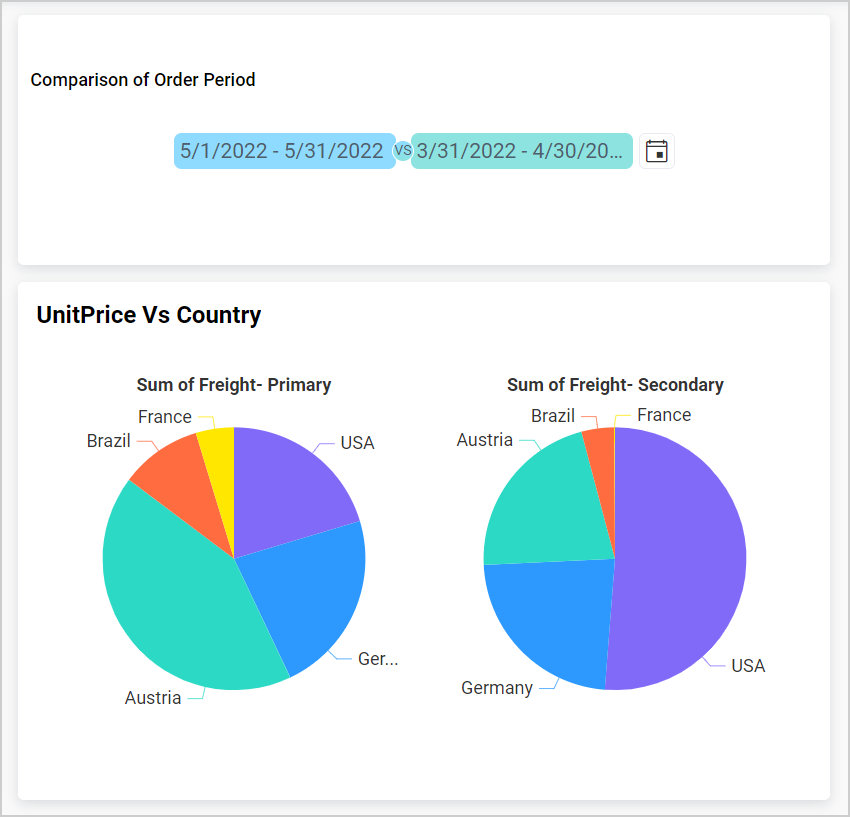 Comparison of Order Period
5/1/2022 - 5/31/2022 VS 3/31/2022 - 4/30/20...
UnitPrice Vs Country
Sum of Freight- Primary
France
Brazil
USA
Ger...
Austria
Sum of Freight- Secondary
Brazil
France
Austria
USA
Germany